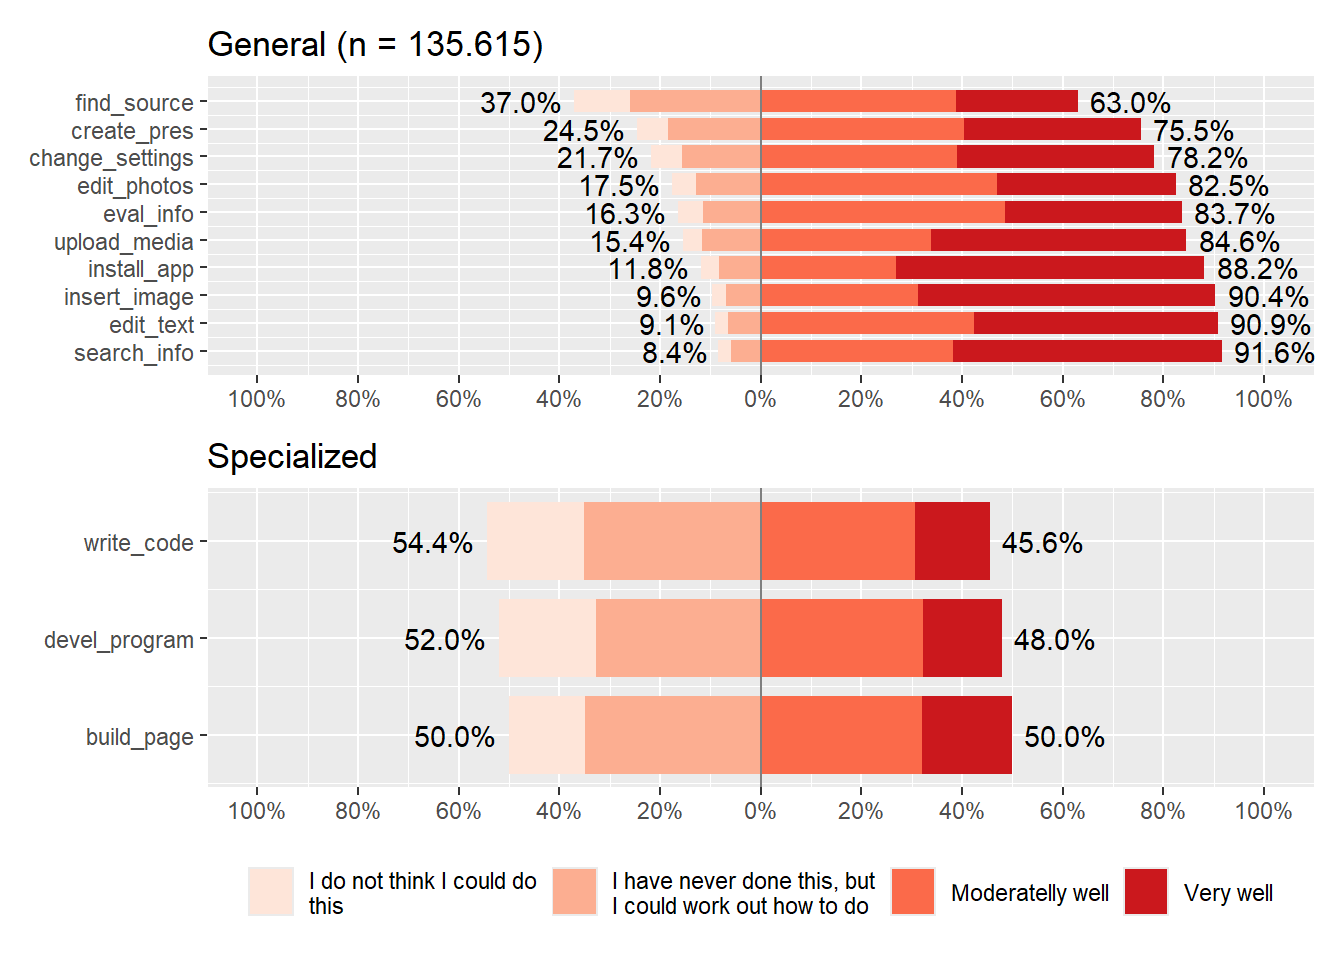 General (n = 135.615)
find_source 37.0% 63.0%
create_pres 24.5% 75.5%
change_settings 21.7% 78.2%
edit_photos 17.5% 82.5%
eval_info 16.3% 83.7%
upload_media 15.4% 84.6%
install_app 11.8% 88.2%
insert_image 9.6% 90.4%
edit_text 9.1% 90.9%
search_info 8.4% 91.6%
100% 80% 60% 40% 20% 0% 20% 40% 60% 80% 100%
Specialized
write_code 54.4% 45.6%
devel_program 52.0% 48.0%
build_page 50.0% 50.0%
100% 80% 60% 40% 20% 0% 20% 40% 60% 80% 100%
I do not think I could do
this
I have never done this, but
I could work out how to do
Moderatelly well
Very well